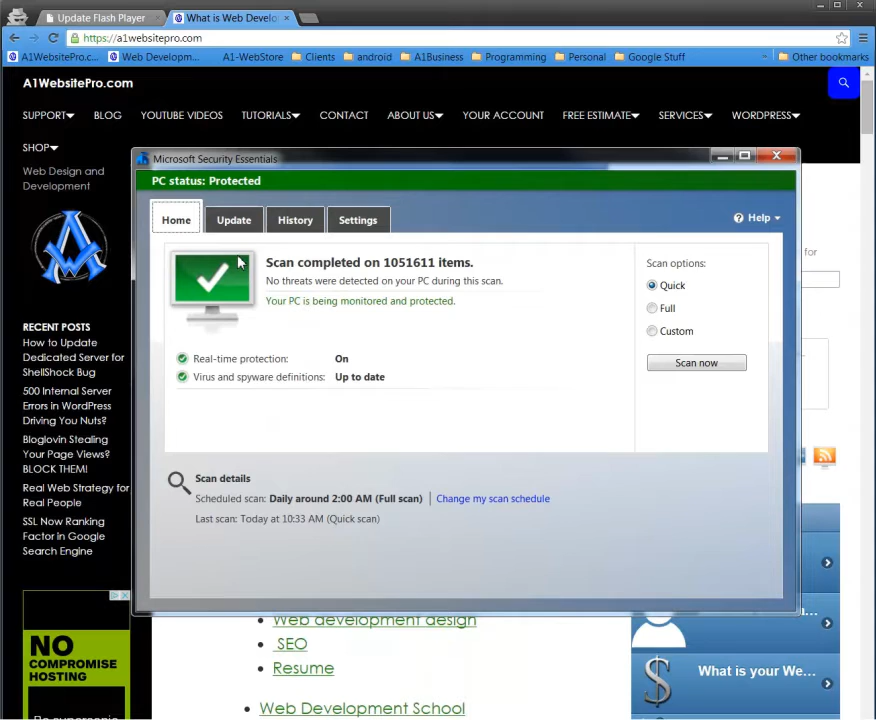 Update Flash Player
What is Web Develo
https://a1websitepro.com
A1WebsitePro.c...
Web Developm...
A1-WebStore
Clients
android
A1Business
Programming
Personal
Google Stuff
»
Other bookmarks
A1WebsitePro.com
SUPPORT
BLOG
YOUTUBE VIDEOS
TUTORIALS
CONTACT
ABOUT US
YOUR ACCOUNT
FREE ESTIMATE
SERVICES
WORDPRESS
SHOP
Web Design and
Development
RECENT POSTS
How to Update
Dedicated Server for
ShellShock Bug
500 Internal Server
Errors in WordPress
Driving You Nuts?
Bloglovin Stealing
Your Page Views?
BLOCK THEM!
Real Web Strategy for
Real People
SSL Now Ranking
Factor in Google
Search Engine
NO
COMPROMISE
HOSTING
Microsoft Security Essentials
PC status: Protected
Home
Update
History
Settings
Help
Scan completed on 1051611 items.
No threats were detected on your PC during this scan.
Your PC is being monitored and protected.
Real-time protection: On
Virus and spyware definitions: Up to date
Scan options:
Quick
Full
Custom
Scan now
Scan details
Scheduled scan: Daily around 2:00 AM (Full scan) | Change my scan schedule
Last scan: Today at 10:33 AM (Quick scan)
for
Web development design
SEO
Resume
Web Development School
What is your We...